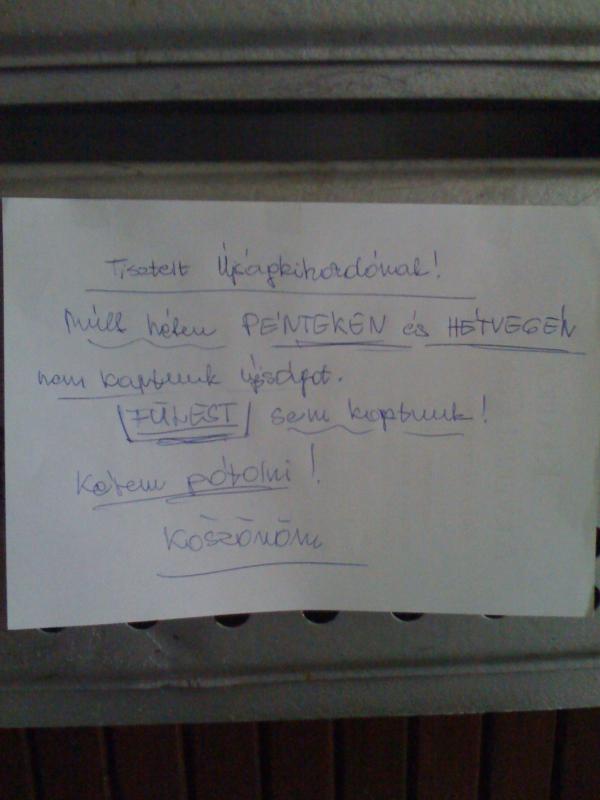 Tisztelt Újságkihordónak!
Múlt héten PÉNTEKEN és HÉTVÉGÉN
nem kaptunk újságot.
FÜLEST sem kaptunk!
Kérem pótolni!
KÖSZÖNÖM